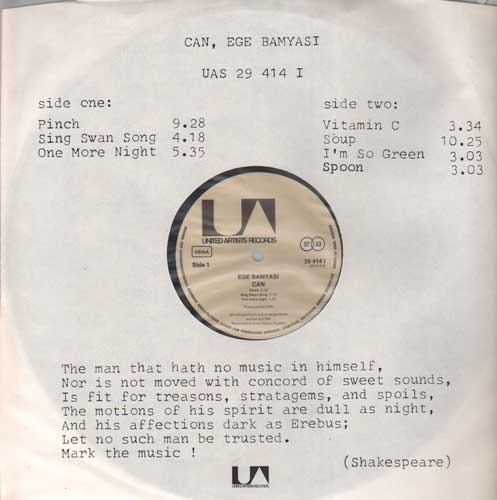 CAN, EGE BAMYASI
UAS 29 414 I
side one:
Pinch 9.28
Sing Swan Song 4.18
One More Night 5.35
side two:
Vitamin C 3.34
Soup 10.25
I'm So Green 3.03
Spoon 3.03
UA
UNITED ARTISTS RECORDS
GEMA
Side 1
29 414 I
EGE BAMYASI
CAN
The man that hath no music in himself,
Nor is not moved with concord of sweet sounds,
Is fit for treasons, stratagems, and spoils,
The motions of his spirit are dull as night,
And his affections dark as Erebus;
Let no such man be trusted.
Mark the music !
(Shakespeare)
UA
UNITED ARTISTS RECORDS